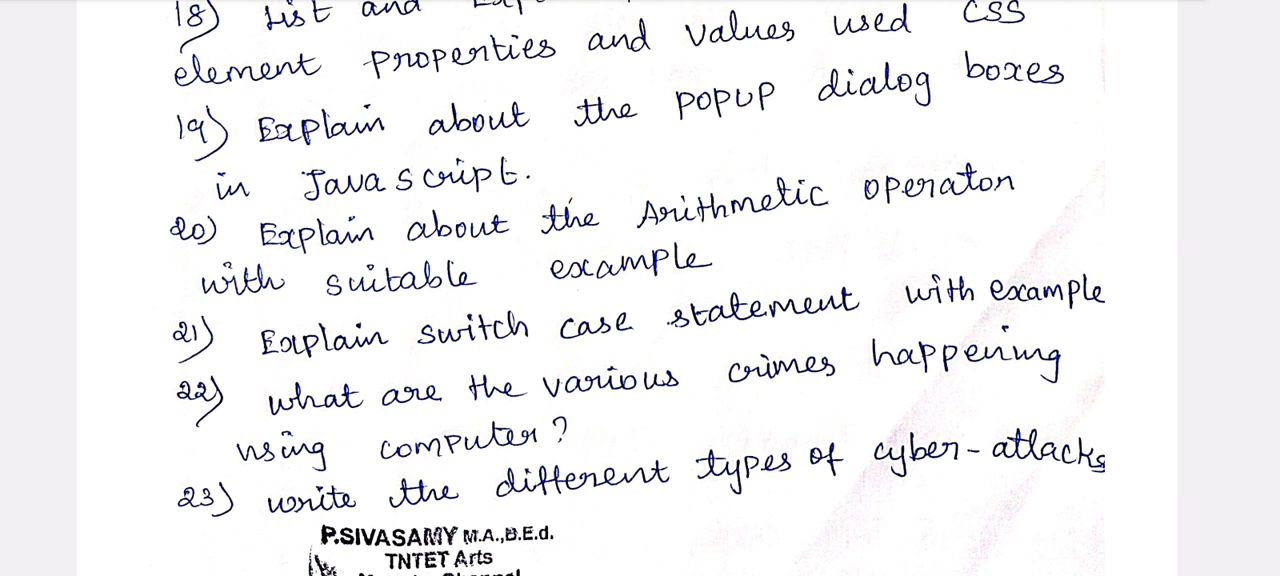 18) List and
element properties and values used CSS
19) Explain about the popup dialog boxes
in Java script.
20) Explain about the Arithmetic operator
with suitable example
21) Explain switch case statement with example
22) what are the various crimes happening
using computer?
23) write the different types of cyber-attacks
P.SIVASAMY M.A.,B.E.d.
TNTET Arts